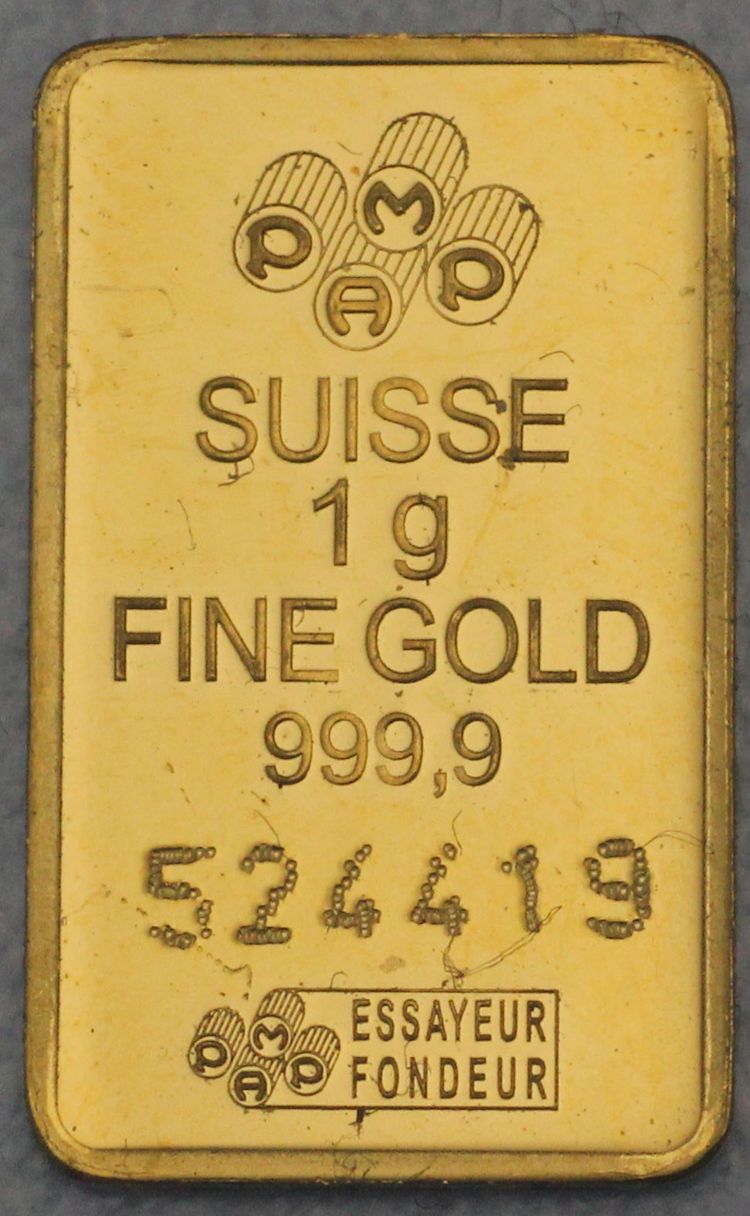 PAMP
SUISSE
1 g
FINE GOLD
999,9
524419
PAMP ESSAYEUR
FONDEUR